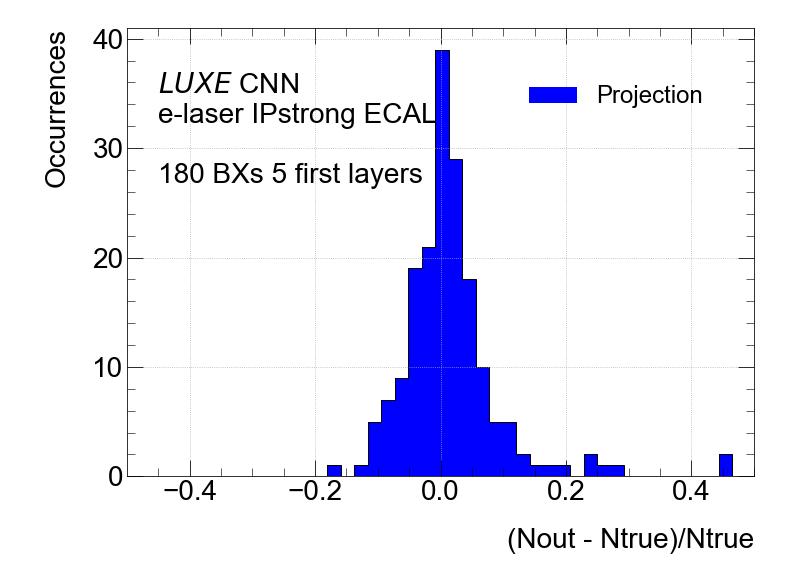 Occurrences
40
30
20
10
0
LUXE CNN
e-laser IPstrong ECAL
180 BXs 5 first layers
Projection
−0.4
−0.2
0.0
0.2
0.4
(Nout - Ntrue)/Ntrue